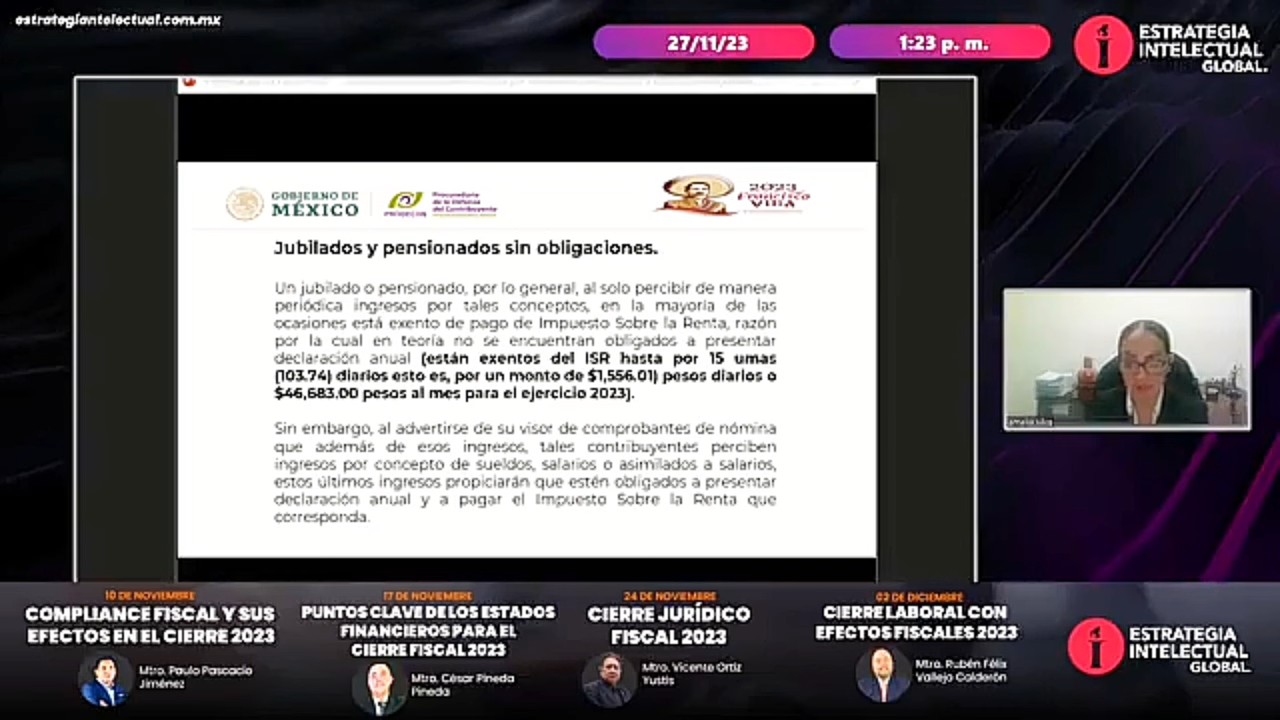 estrategiantelectual.com.mx
27/11/23
1:23 p. m.
ESTRATEGIA
INTELECTUAL
GLOBAL.
GOBIERNO DE
MÉXICO
PRODECON
Procuraduría
de la Defensa
del Contribuyente
2023
Francisco
VILLA
Jubilados y pensionados sin obligaciones.
Un jubilado o pensionado, por lo general, al solo percibir de manera
periódica ingresos por tales conceptos, en la mayoría de las
ocasiones está exento de pago de Impuesto Sobre la Renta, razón
por la cual en teoría no se encuentran obligados a presentar
declaración anual (están exentos del ISR hasta por 15 umas
(103.74) diarios esto es, por un monto de $1,556.01) pesos diarios o
$46,683.00 pesos al mes para el ejercicio 2023).
Sin embargo, al advertirse de su visor de comprobantes de nómina
que además de esos ingresos, tales contribuyentes perciben
ingresos por concepto de sueldos, salarios o asimilados a salarios,
estos últimos ingresos propiciarán que estén obligados a presentar
declaración anual y a pagar el Impuesto Sobre la Renta que
corresponda.
10 DE NOVIEMBRE
COMPLIANCE FISCAL Y SUS
EFECTOS EN EL CIERRE 2023
Mtro. Paulo Pascacio
Jiménez
17 DE NOVIEMBRE
PUNTOS CLAVE DE LOS ESTADOS
FINANCIEROS PARA EL
CIERRE FISCAL 2023
Mtro. César Pineda
Pineda
24 DE NOVIEMBRE
CIERRE JURÍDICO
FISCAL 2023
Mtro. Vicente Ortiz
Yustis
02 DE DICIEMBRE
CIERRE LABORAL CON
EFECTOS FISCALES 2023
Mtro. Rubén Félix
Vallejo Calderón
ESTRATEGIA
INTELECTUAL
GLOBAL.